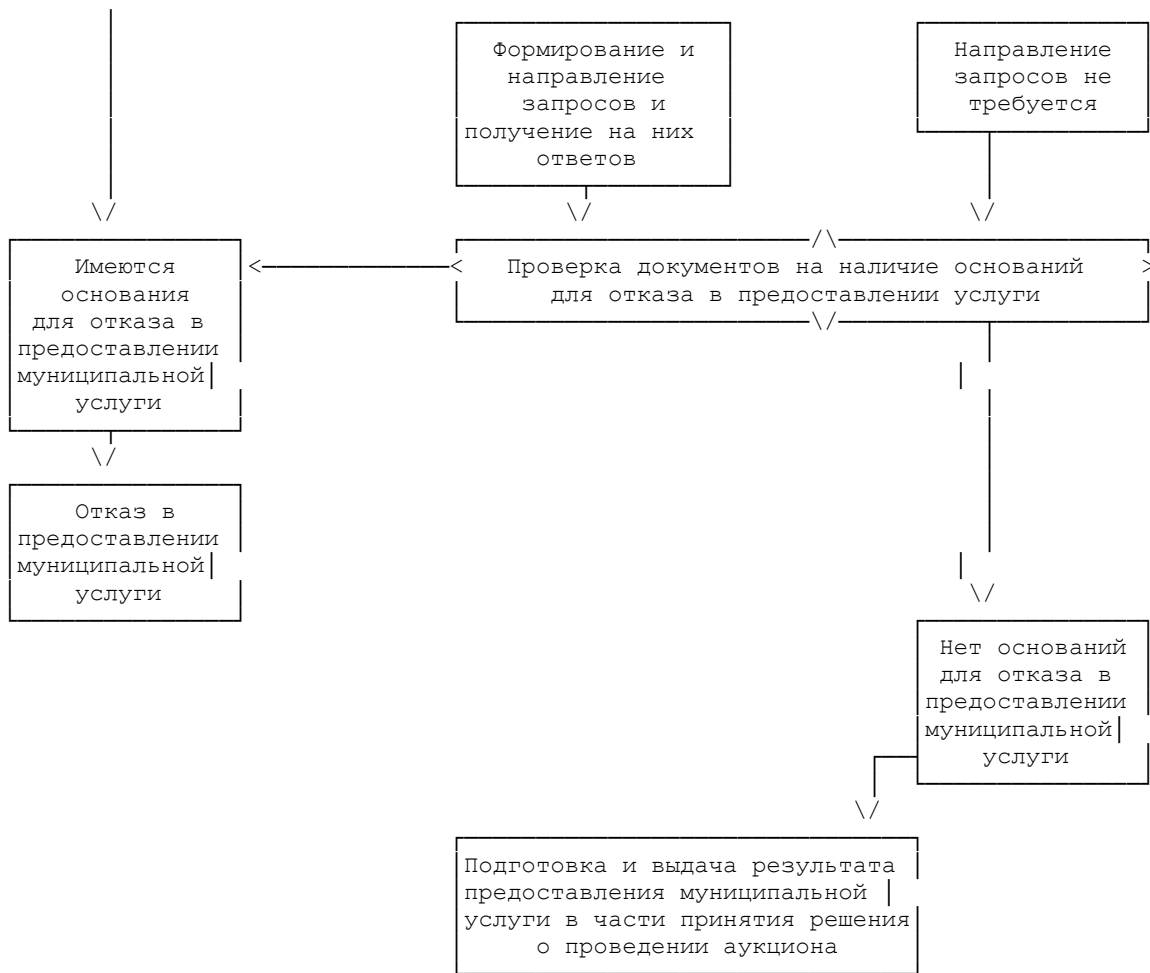 Формирование и
направление
запросов и
получение на них
ответов
Направление
запросов не
требуется
Имеются
основания
для отказа в
предоставлении
муниципальной
услуги
Проверка документов на наличие оснований
для отказа в предоставлении услуги
Отказ в
предоставлении
муниципальной
услуги
Нет оснований
для отказа в
предоставлении
муниципальной
услуги
Подготовка и выдача результата
предоставления муниципальной
услуги в части принятия решения
о проведении аукциона